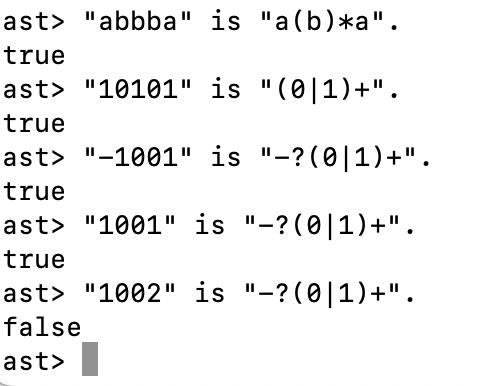 ast> "abbba" is "a(b)*a".
true
ast> "10101" is "(0|1)+".
true
ast> "-1001" is "-?(0|1)+".
true
ast> "1001" is "-?(0|1)+".
true
ast> "1002" is "-?(0|1)+".
false
ast>